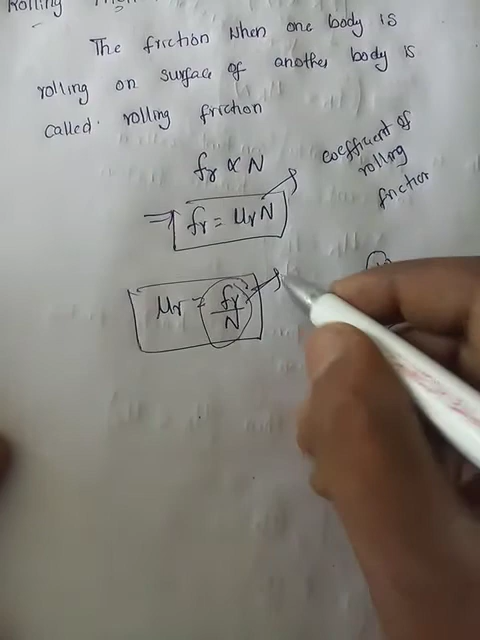 Rolling
The friction when one body is
rolling on surface of another body is
called. rolling friction
fr ∝ N
coefficient of
rolling
friction
⇒ fr = μrN
μr = fr/N